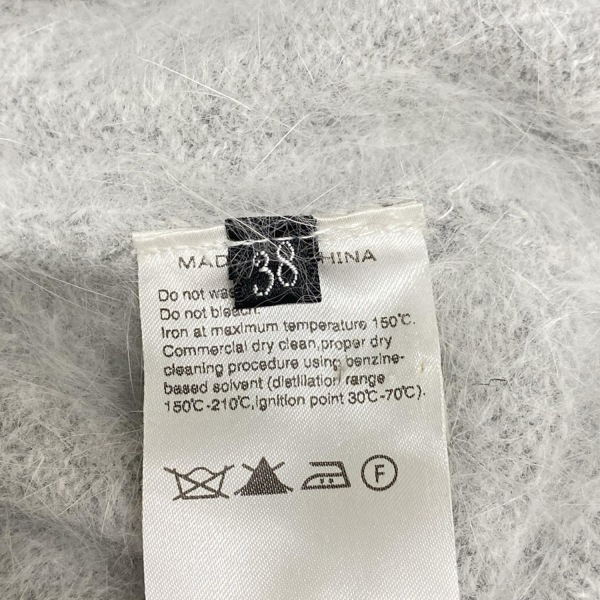 38
MAD HINA
Do not was
Do not bleach.
Iron at maximum temperature 150°C.
Commercial dry clean,proper dry
cleaning procedure using benzine-
based solvent (distillation range
150°C-210°C,ignition point 30°C-70°C).
F